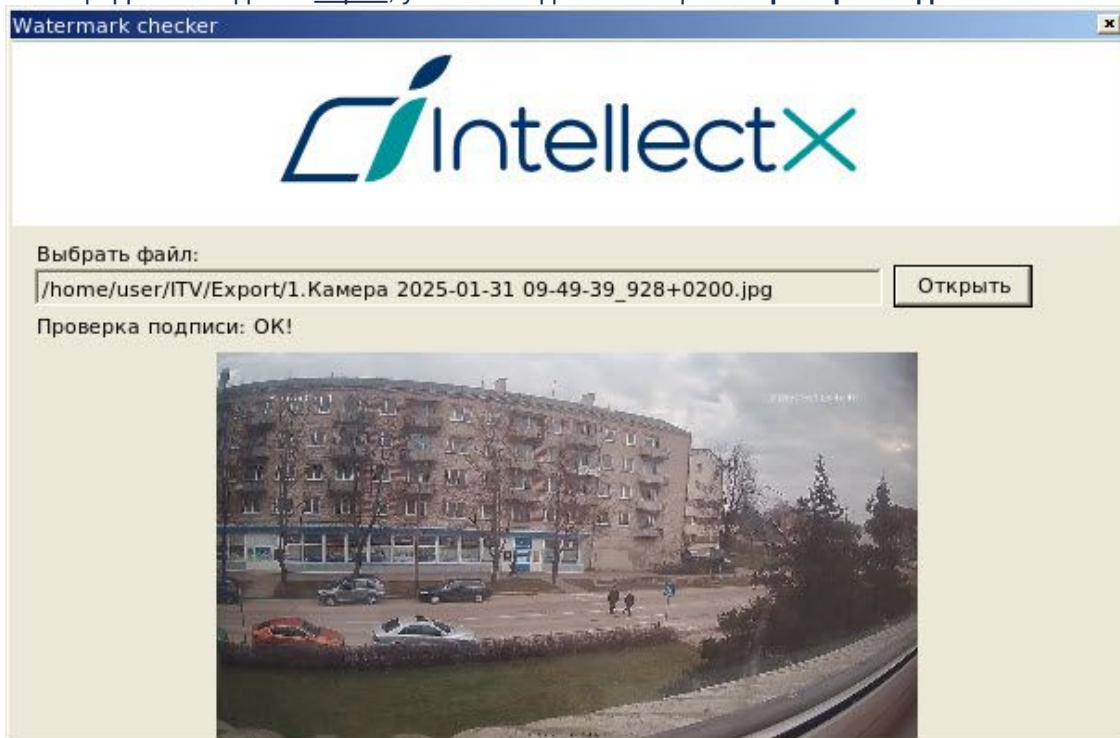 Watermark checker
IntellectX
Выбрать файл:
/home/user/ITV/Export/1.Камера 2025-01-31 09-49-39_928+0200.jpg
Открыть
Проверка подписи: ОК!